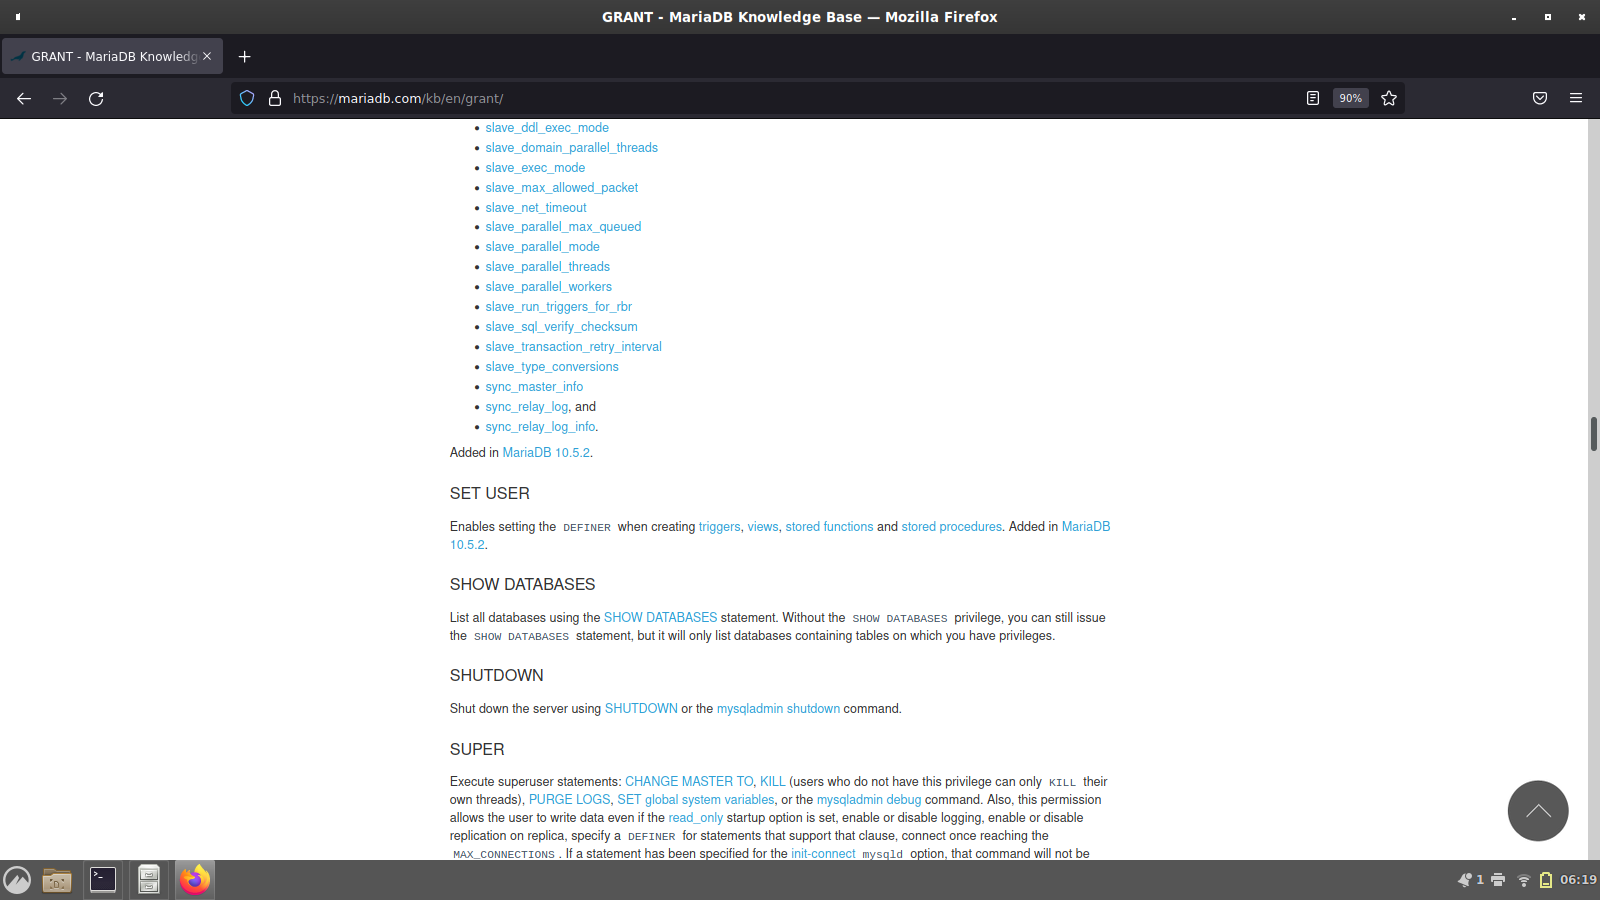 GRANT - MariaDB Knowledge Base — Mozilla Firefox
GRANT - MariaDB Knowledg
https://mariadb.com/kb/en/grant/
90%
slave_ddl_exec_mode
slave_domain_parallel_threads
slave_exec_mode
slave_max_allowed_packet
slave_net_timeout
slave_parallel_max_queued
slave_parallel_mode
slave_parallel_threads
slave_parallel_workers
slave_run_triggers_for_rbr
slave_sql_verify_checksum
slave_transaction_retry_interval
slave_type_conversions
sync_master_info
sync_relay_log, and
sync_relay_log_info.
Added in MariaDB 10.5.2.
SET USER
Enables setting the DEFINER when creating triggers, views, stored functions and stored procedures. Added in MariaDB
10.5.2.
SHOW DATABASES
List all databases using the SHOW DATABASES statement. Without the SHOW DATABASES privilege, you can still issue
the SHOW DATABASES statement, but it will only list databases containing tables on which you have privileges.
SHUTDOWN
Shut down the server using SHUTDOWN or the mysqladmin shutdown command.
SUPER
Execute superuser statements: CHANGE MASTER TO, KILL (users who do not have this privilege can only KILL their
own threads), PURGE LOGS, SET global system variables, or the mysqladmin debug command. Also, this permission
allows the user to write data even if the read_only startup option is set, enable or disable logging, enable or disable
replication on replica, specify a DEFINER for statements that support that clause, connect once reaching the
MAX_CONNECTIONS. If a statement has been specified for the init-connect mysqld option, that command will not be
1
06:19